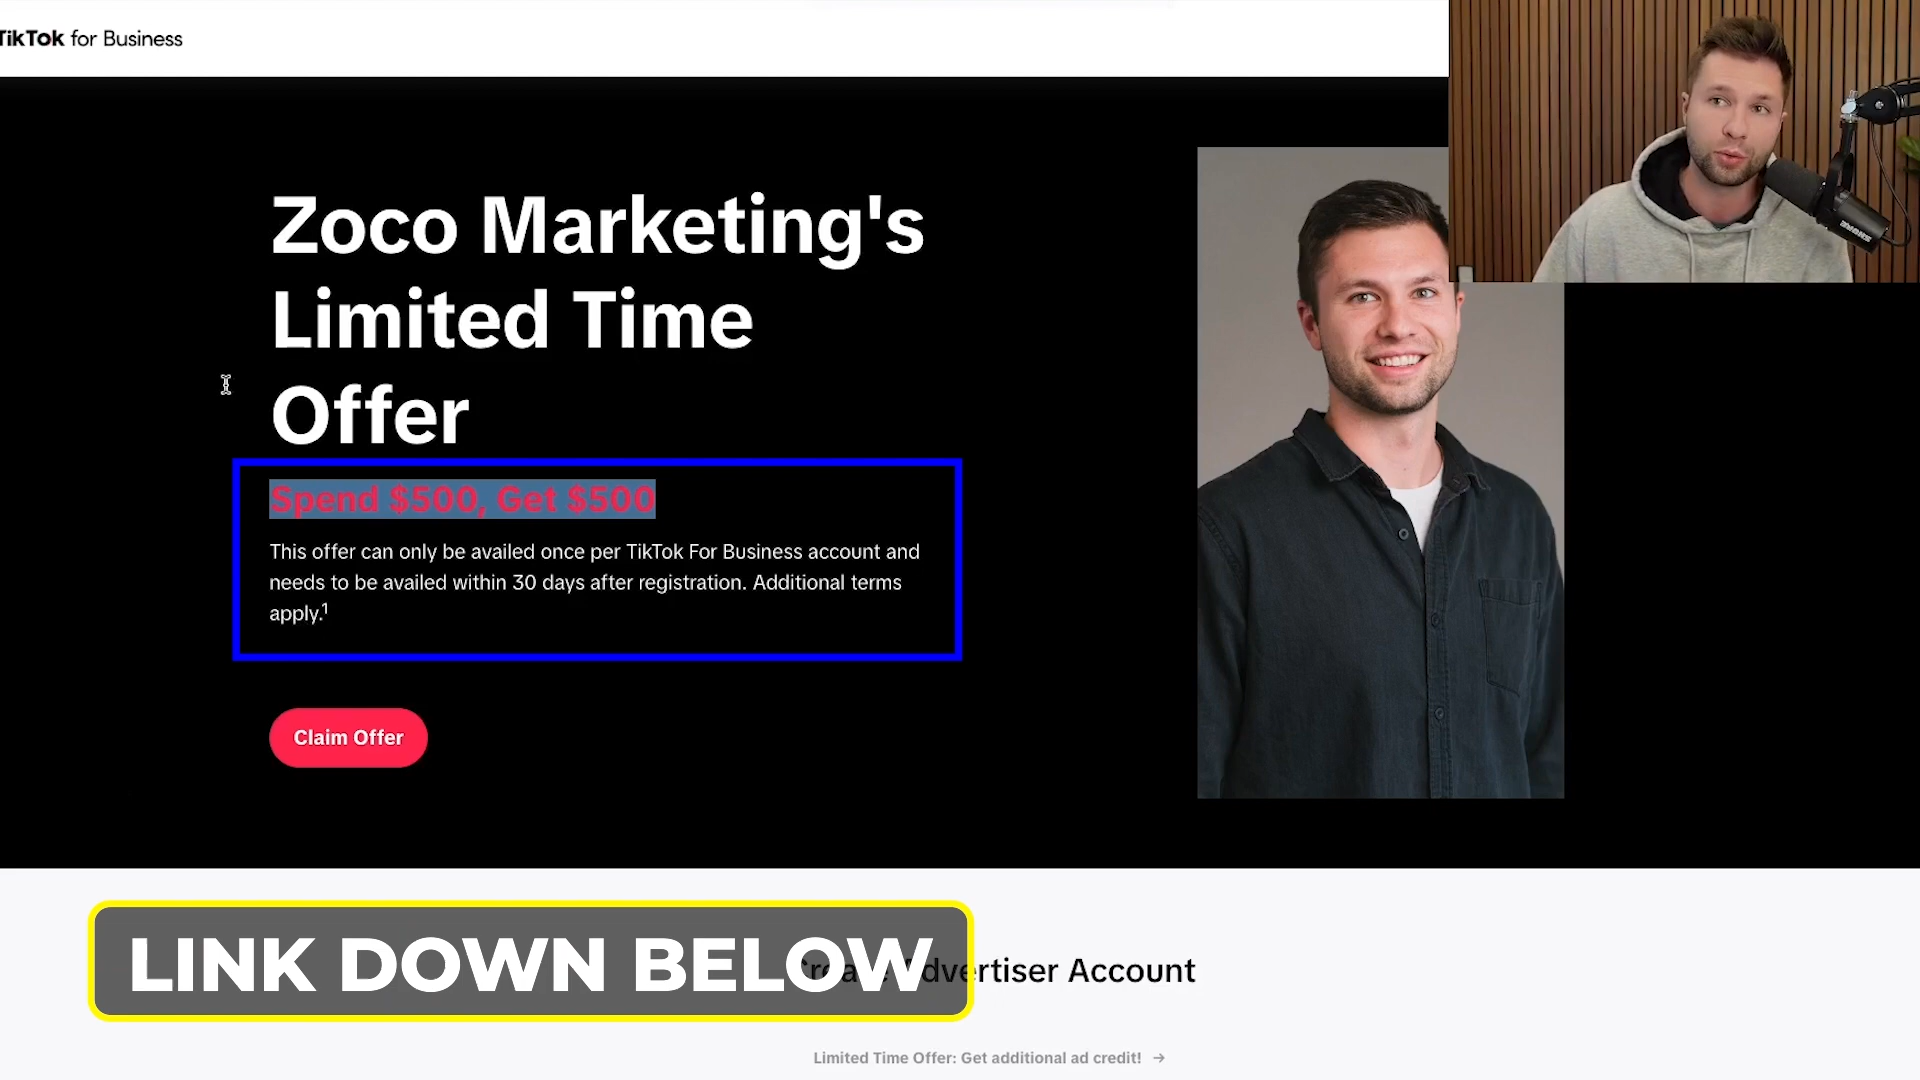 TikTok for Business
Zoco Marketing's
Limited Time
Offer
Spend $500, Get $500
This offer can only be availed once per TikTok For Business account and
needs to be availed within 30 days after registration. Additional terms
apply.¹
Claim Offer
LINK DOWN BELOW
Create Advertiser Account
Limited Time Offer: Get additional ad credit! →